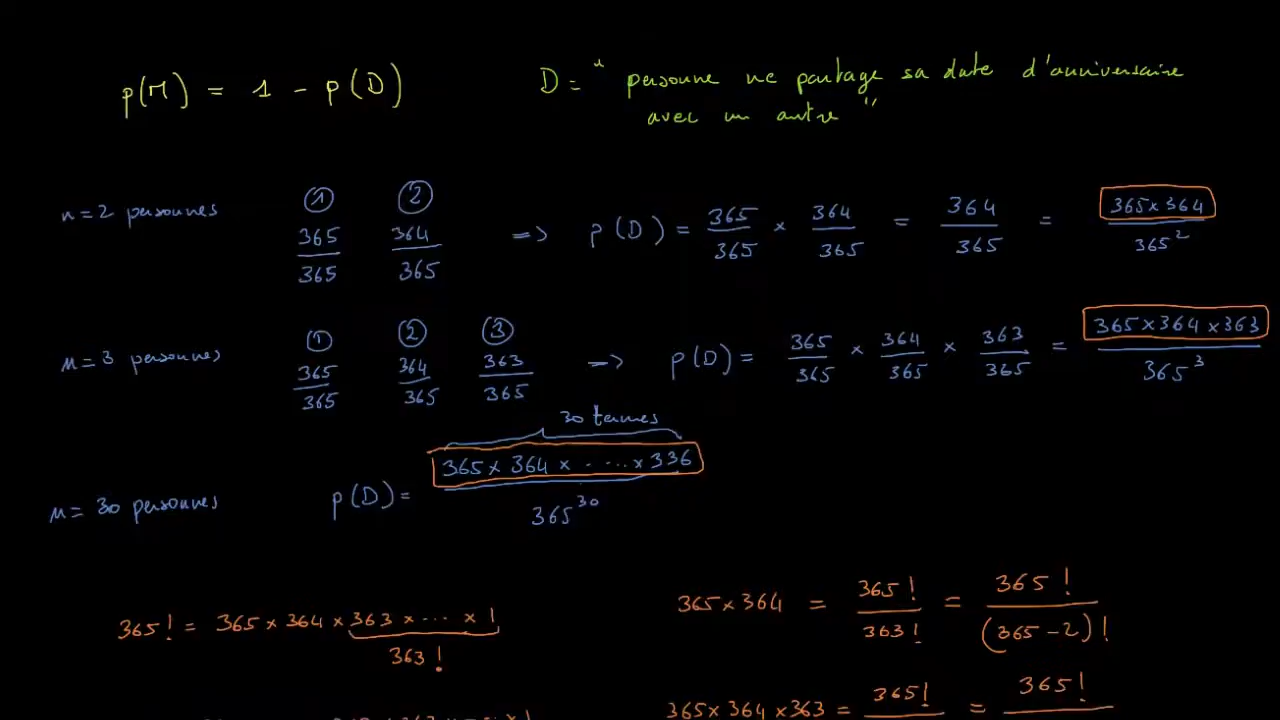 p(M) = 1 - p(D)
D = " personne ne partage sa date d'anniversaire
avec un autre "
n = 2 personnes ① 365/365 ② 364/365 => p(D) = 365/365 × 364/365 = 364/365 = 365×364/365²
n = 3 personnes ① 365/365 ② 364/365 ③ 363/365 => p(D) = 365/365 × 364/365 × 363/365 = 365×364×363/365³
30 termes
n = 30 personnes p(D) = 365×364×.....×336/365³⁰
365! = 365×364×363×...×1
363!
365×364 = 365!/363! = 365!/(365-2)!
365×364×363 = 365! = 365!